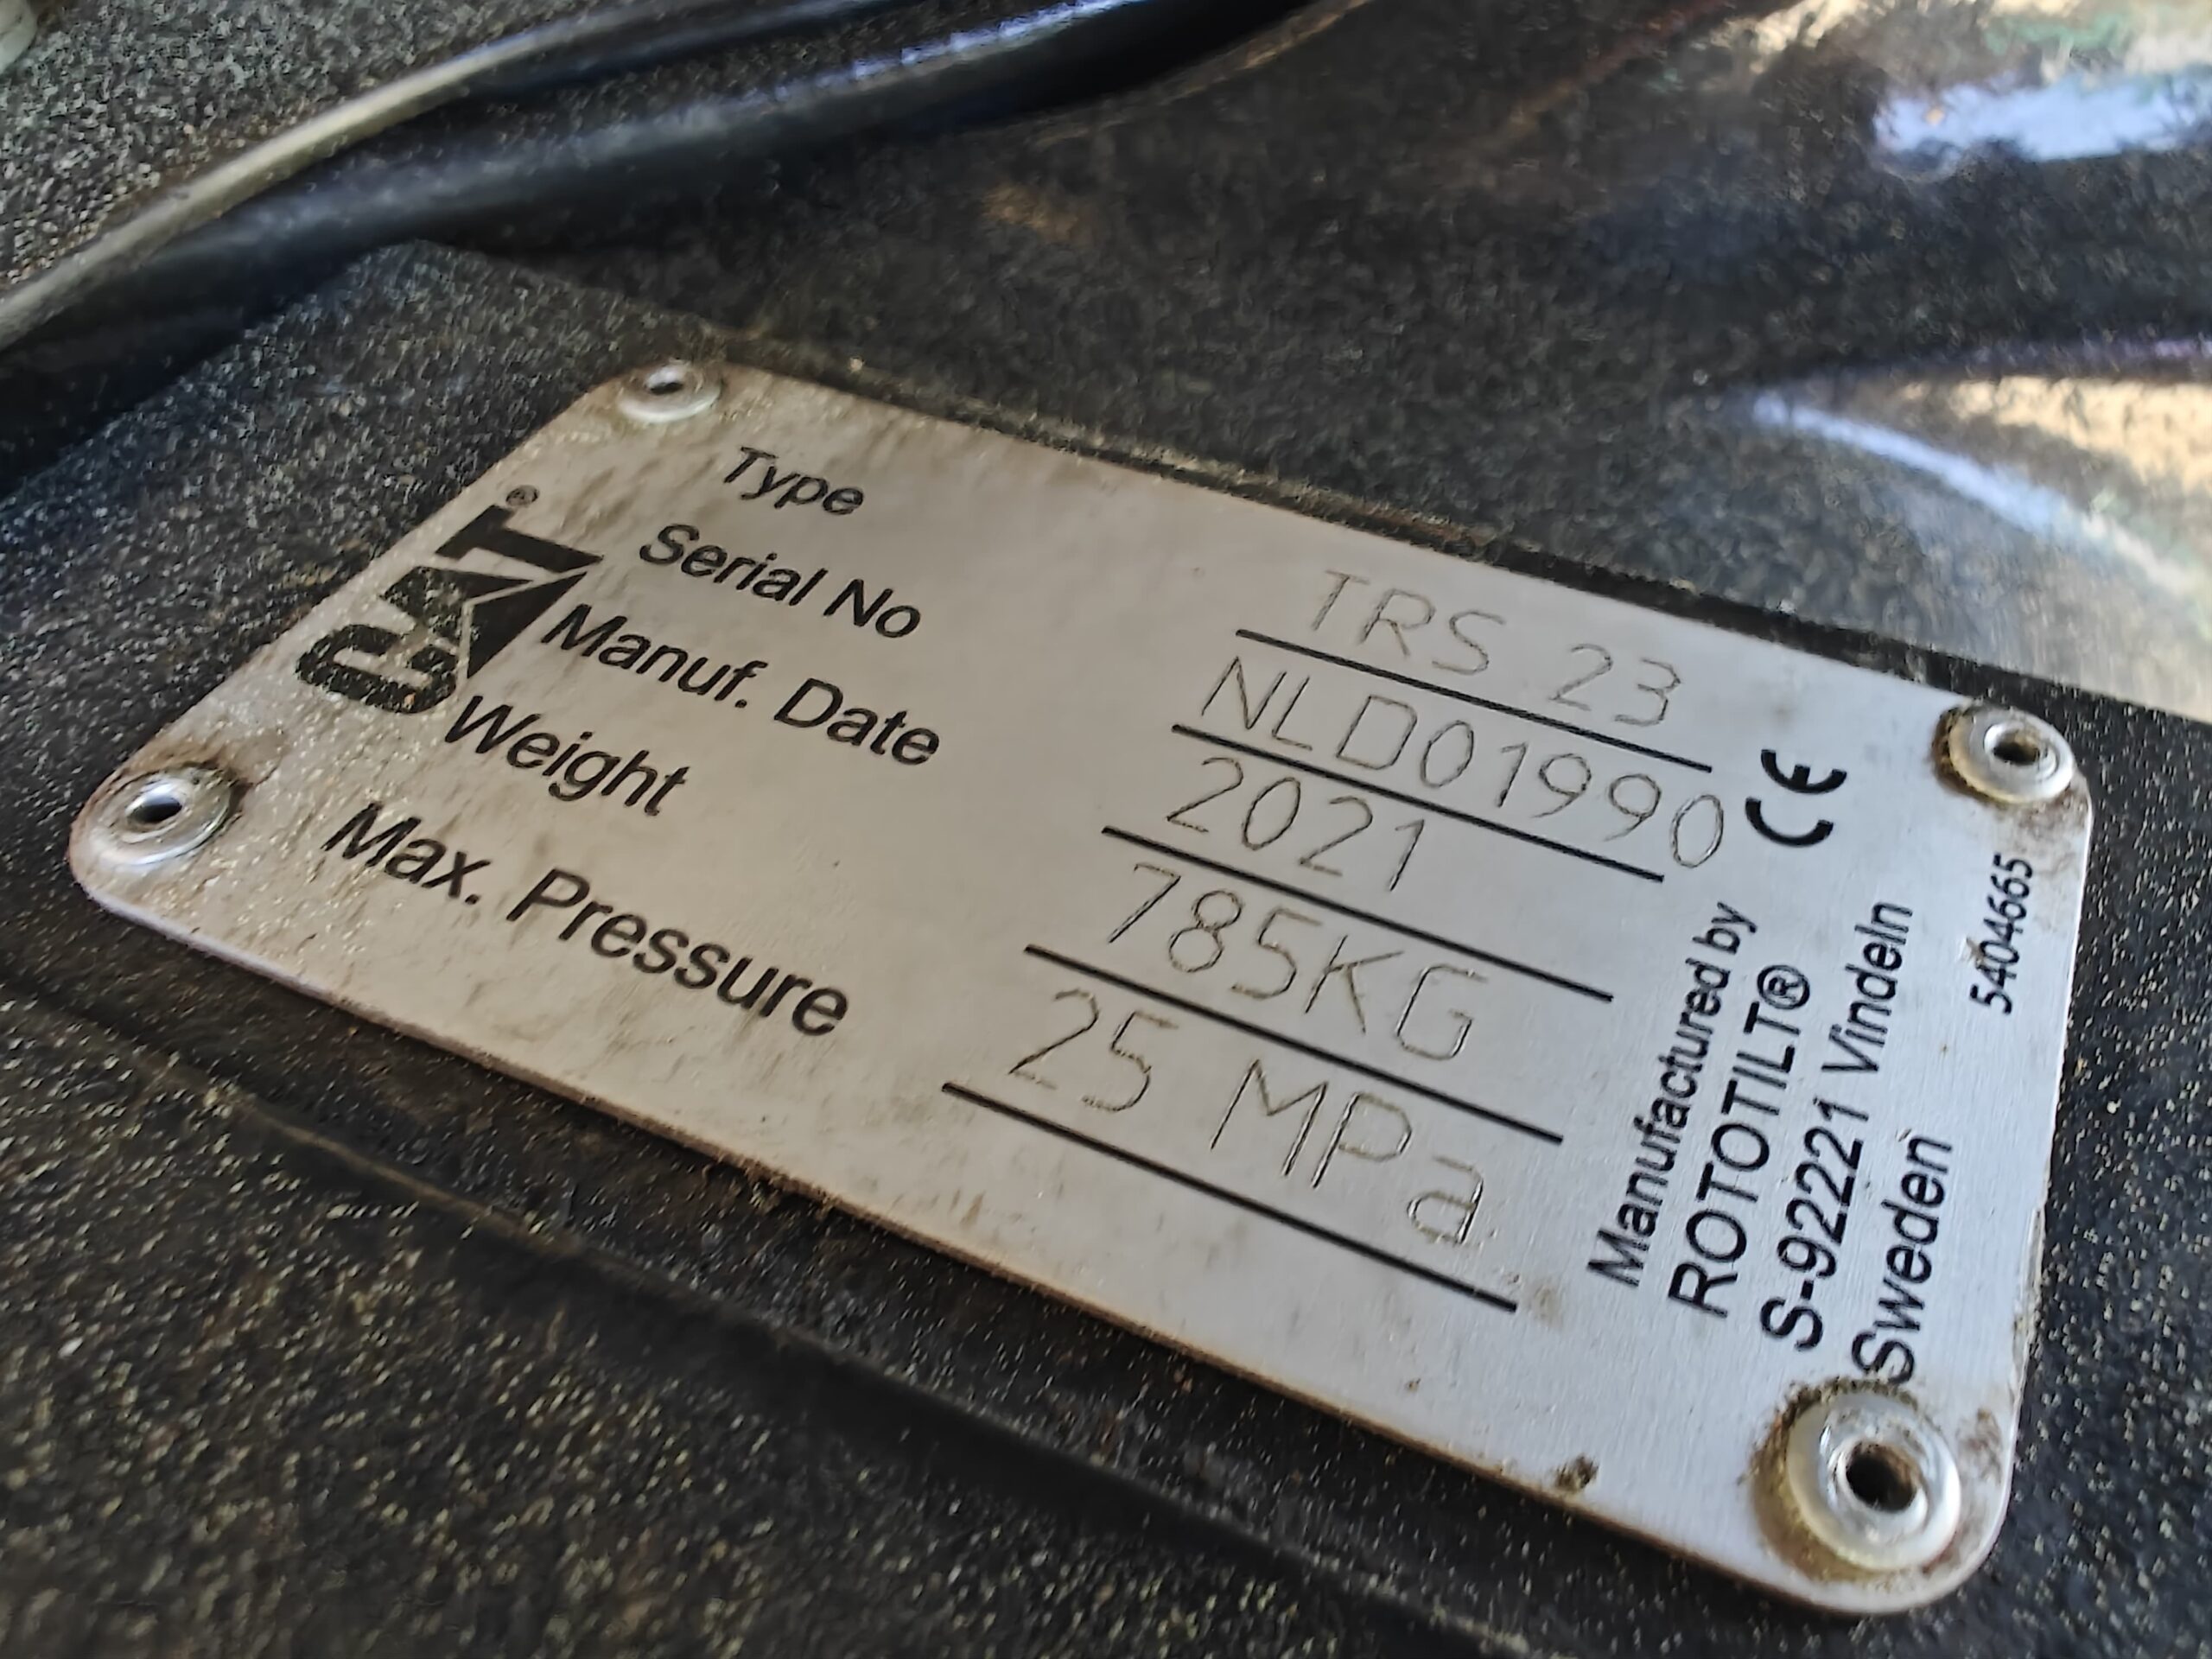 CAT®
Type TRS 23
Serial No NLD01990
Manuf. Date 2021
Weight 785KG
Max. Pressure 25 MPa
CE
Manufactured by
ROTOTILT®
S-92221 Vindeln
Sweden
5404665